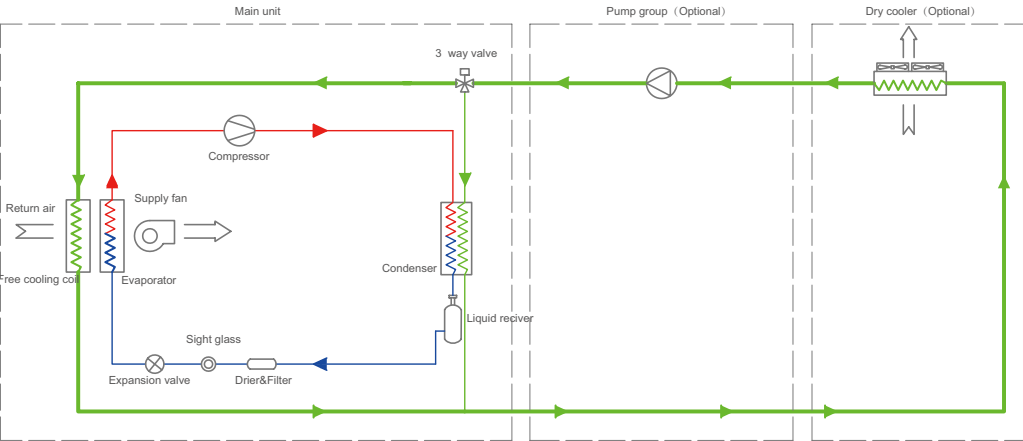 Main unit
Pump group（Optional）
Dry cooler（Optional）
3 way valve
Compressor
Supply fan
Return air
Free cooling coil
Evaporator
Condenser
Liquid reciver
Sight glass
Expansion valve
Drier&Filter